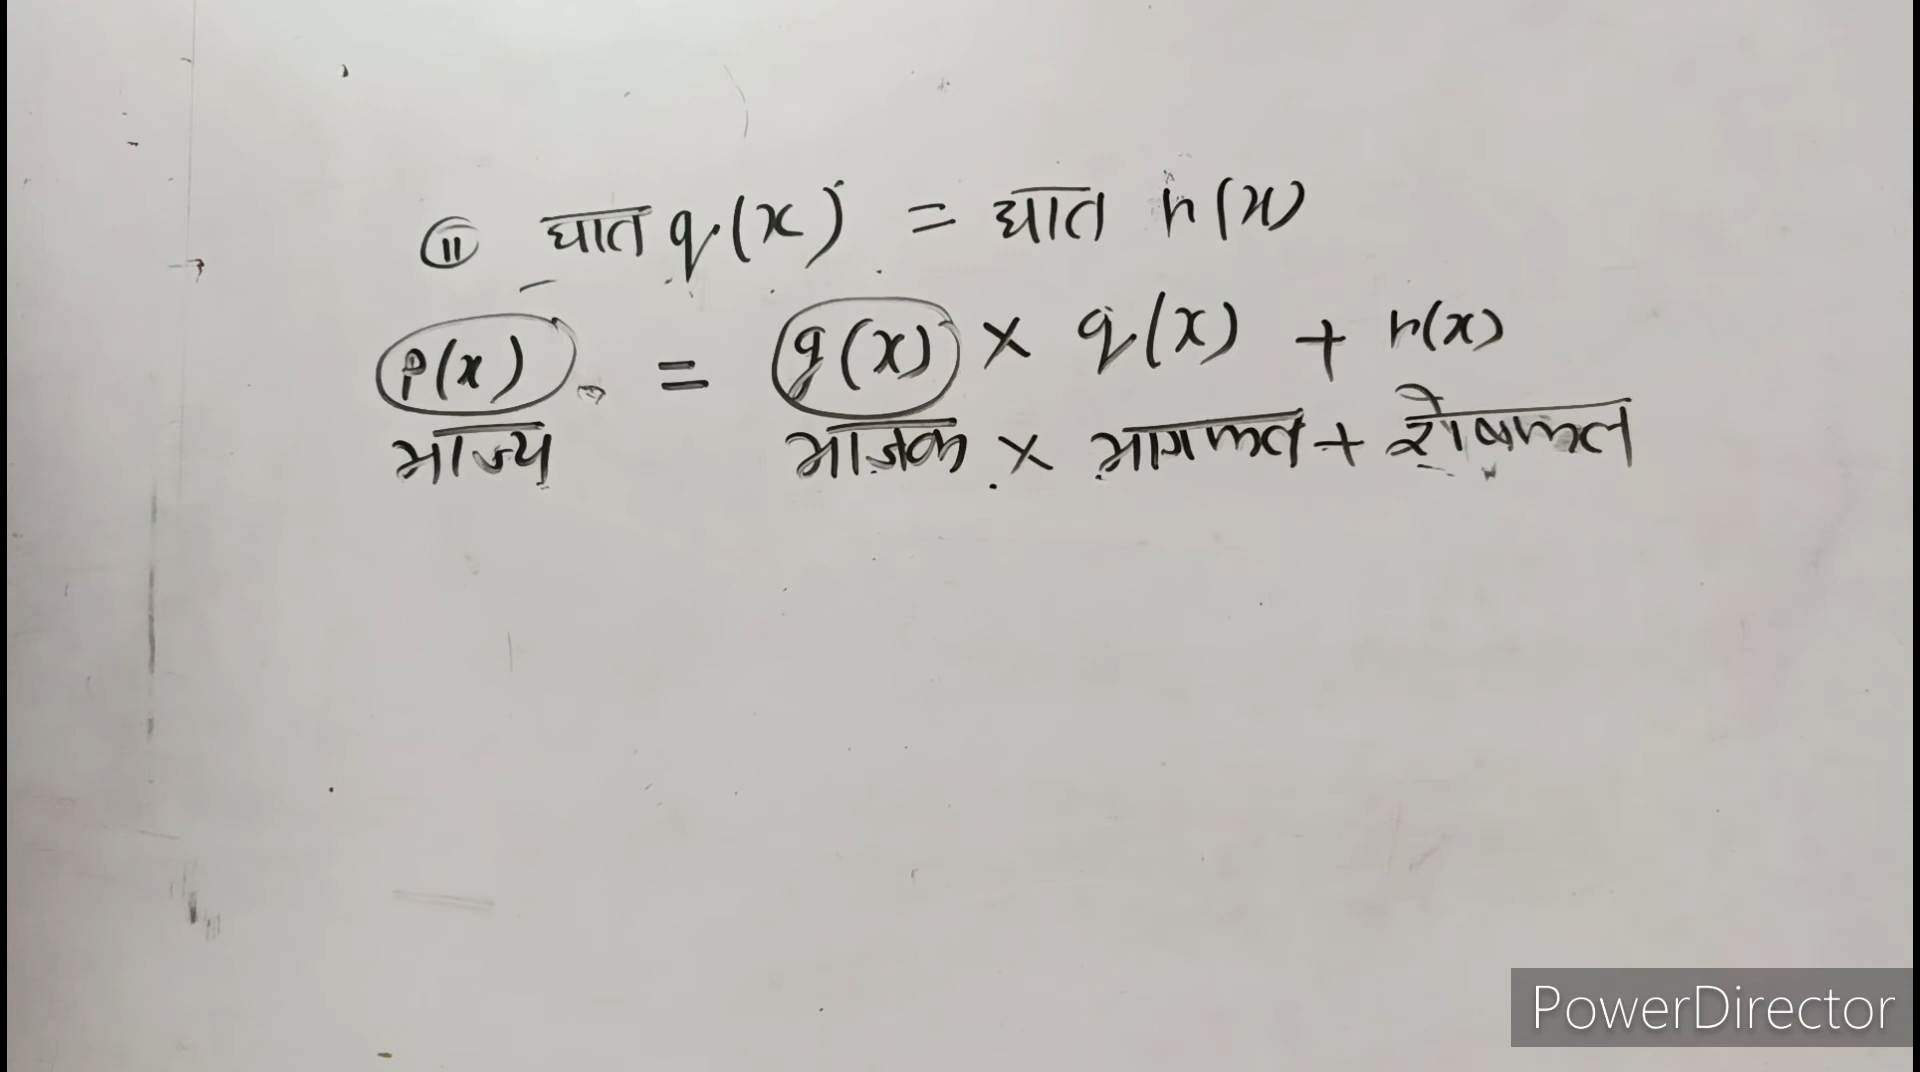 (ii) घात q(x) = घात r(x)
p(x) = g(x) × q(x) + r(x)
भाज्य भाजक × भागफल + शेषफल
PowerDirector